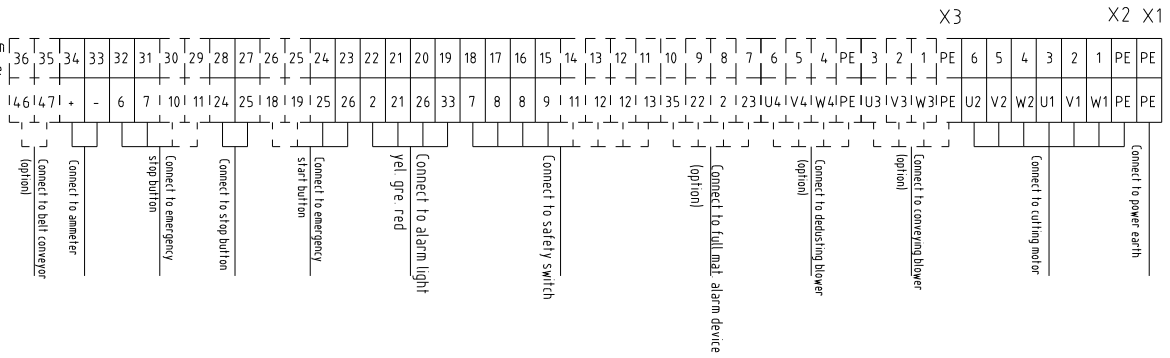 X3 X2 X1
n 36 35 34 33 32 31 30 29 28 27 26 25 24 23 22 21 20 19 18 17 16 15 14 13 12 11 10 9 8 7 6 5 4 PE 3 2 1 PE 6 5 4 3 2 1 PE PE
e 46 47 + - 6 7 10 11 24 25 18 19 25 26 2 21 26 33 7 8 8 9 11 12 12 13 35 22 2 23 U4 V4 W4 PE U3 V3 W3 PE U2 V2 W2 U1 V1 W1 PE PE
Connect to belt conveyor
(option)
Connect to ammeter
Connect to emergency
stop button
Connect to stop button
Connect to emergency
start button
Connect to alarm light
yel. gre. red
Connect to safety switch
Connect to full mat. alarm device
(option)
Connect to dedusting blower
(option)
Connect to conveying blower
(option)
Connect to cutting motor
Connect to power earth